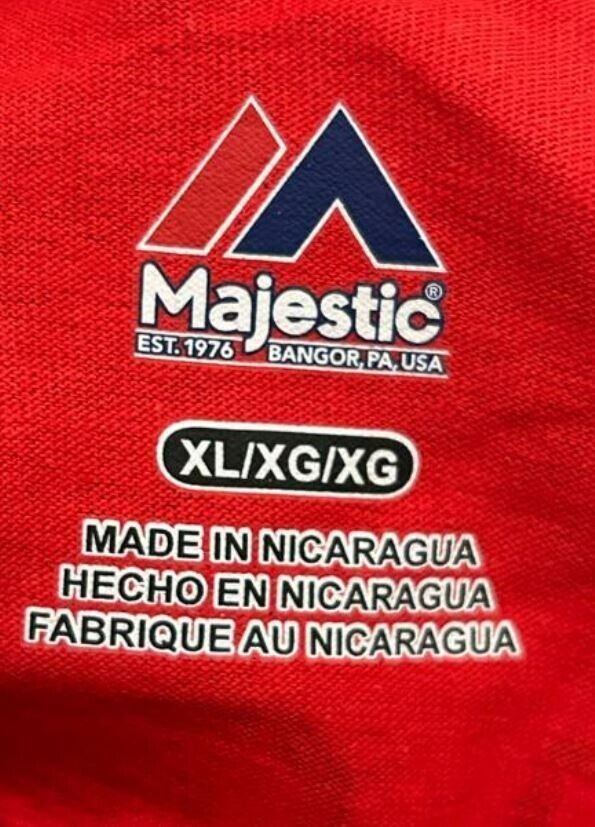 Majestic®
EST. 1976 BANGOR, PA, USA
XL/XG/XG
MADE IN NICARAGUA
HECHO EN NICARAGUA
FABRIQUE AU NICARAGUA